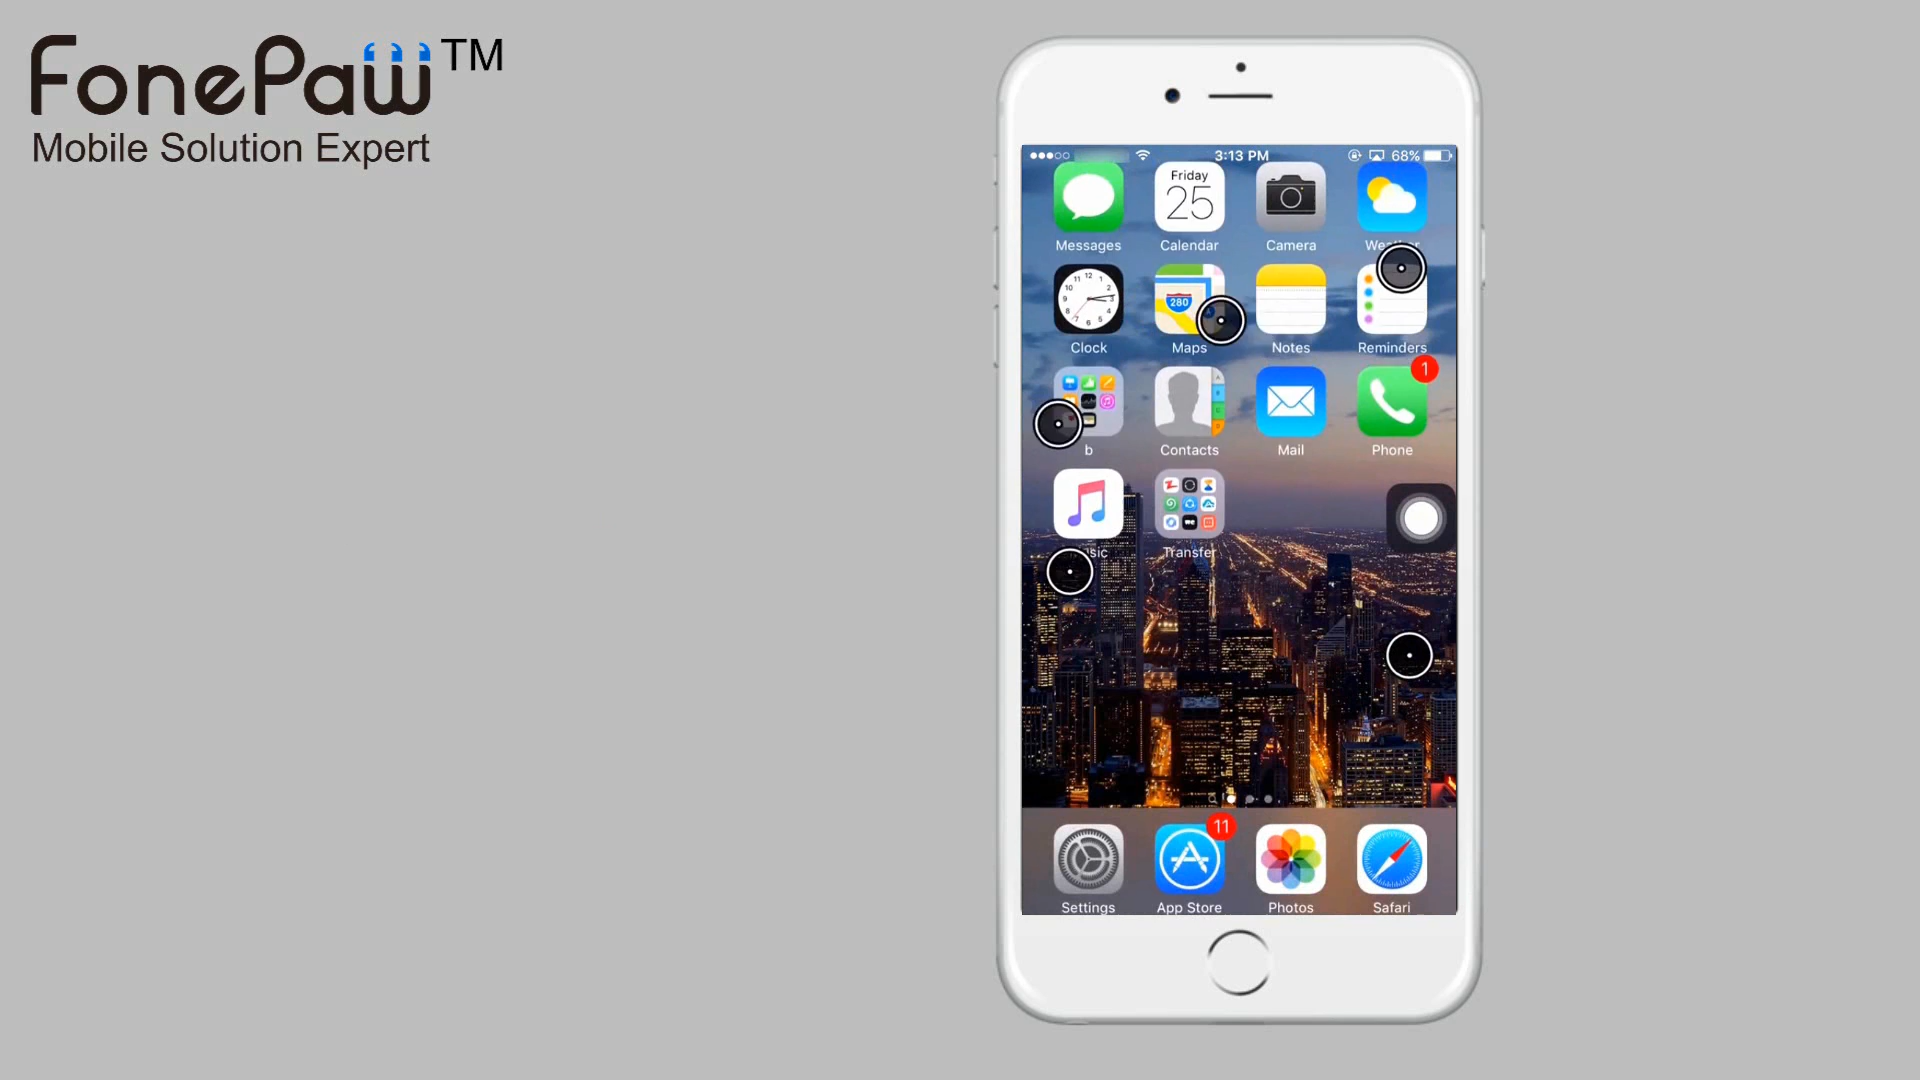 FonePaw™
Mobile Solution Expert
3:13 PM 68%
Friday
25
Messages Calendar Camera
280
Clock Maps Notes Reminders
1
b Contacts Mail Phone
Transfer
11
Settings App Store Photos Safari